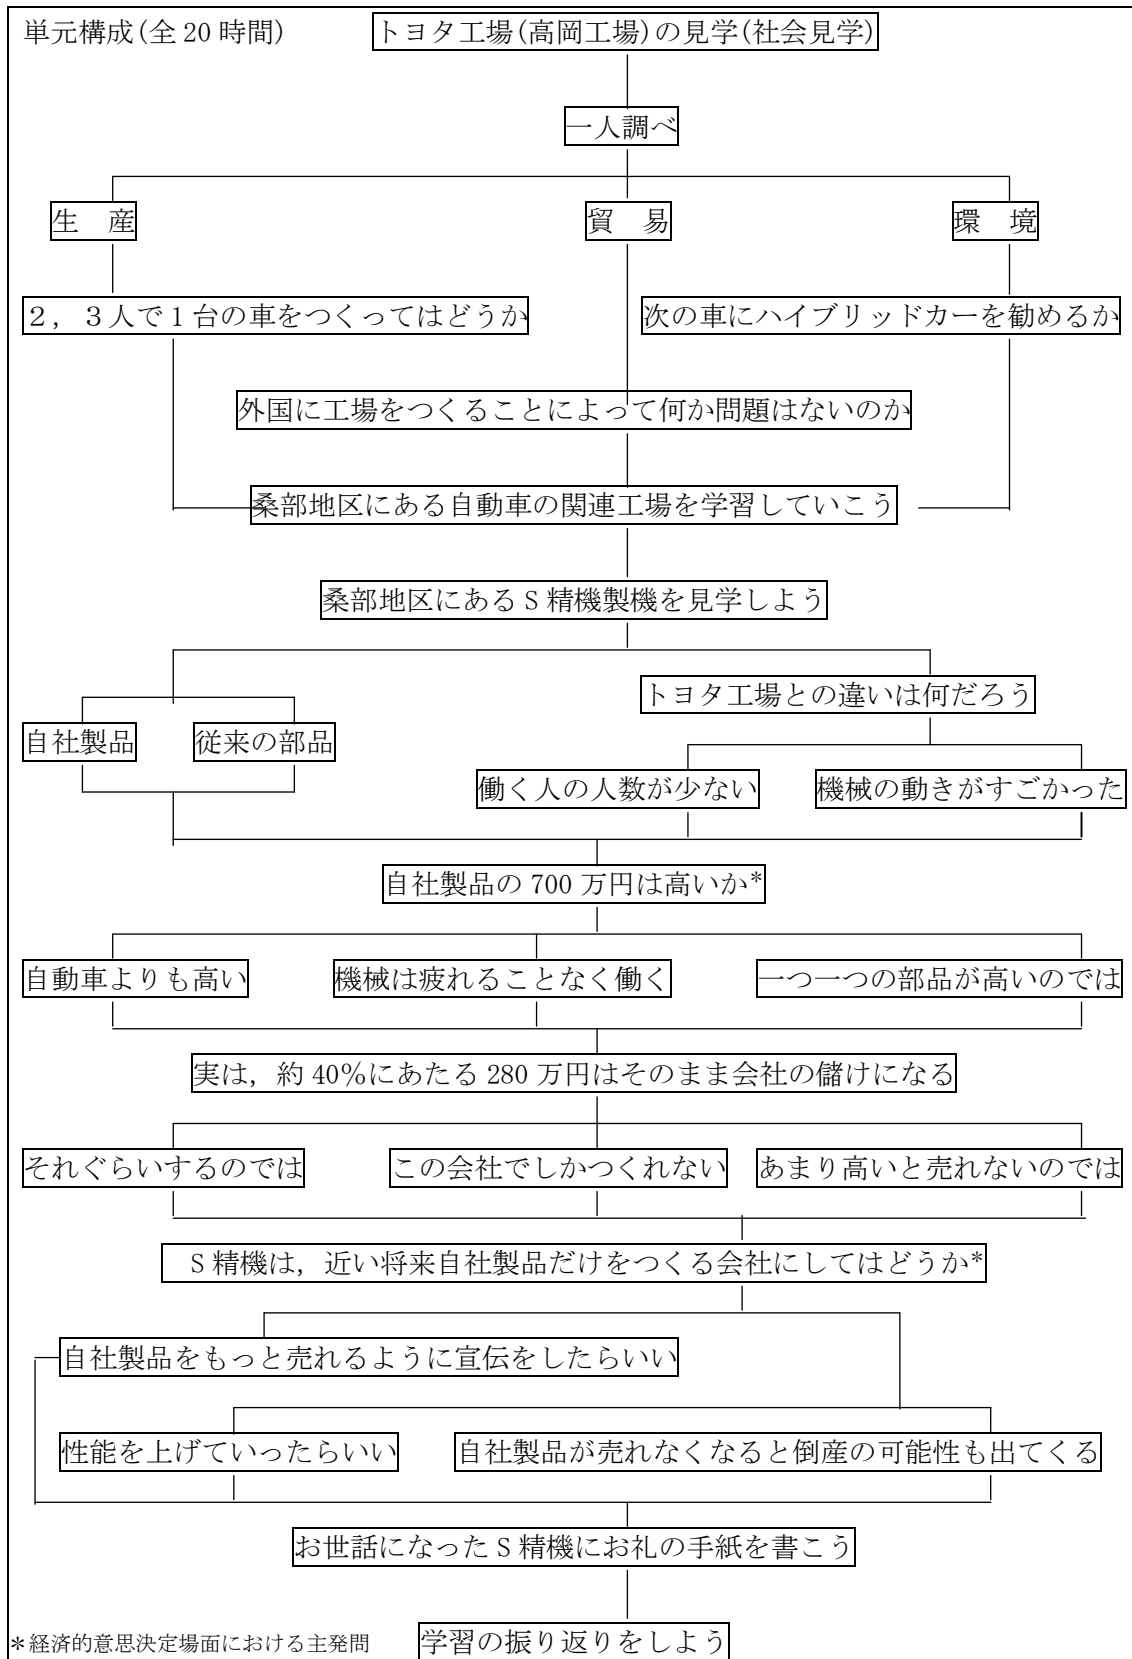 単元構成(全20時間)
トヨタ工場(高岡工場)の見学(社会見学)
一人調べ
生　産
貿　易
環　境
２，３人で1台の車をつくってはどうか
次の車にハイブリッドカーを勧めるか
外国に工場をつくることによって何か問題はないのか
桑部地区にある自動車の関連工場を学習していこう
桑部地区にあるS精機製機を見学しよう
トヨタ工場との違いは何だろう
自社製品
従来の部品
働く人の人数が少ない
機械の動きがすごかった
自社製品の700万円は高いか*
自動車よりも高い
機械は疲れることなく働く
一つ一つの部品が高いのでは
実は，約40％にあたる280万円はそのまま会社の儲けになる
それぐらいするのでは
この会社でしかつくれない
あまり高いと売れないのでは
S精機は，近い将来自社製品だけをつくる会社にしてはどうか*
自社製品をもっと売れるように宣伝をしたらいい
性能を上げていったらいい
自社製品が売れなくなると倒産の可能性も出てくる
お世話になったS精機にお礼の手紙を書こう
*経済的意思決定場面における主発問
学習の振り返りをしよう